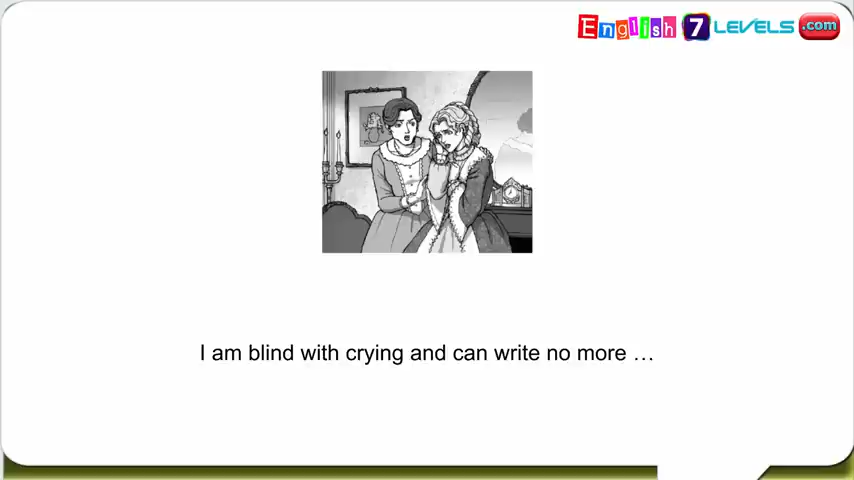 English 7 LEVELS .com
I am blind with crying and can write no more …